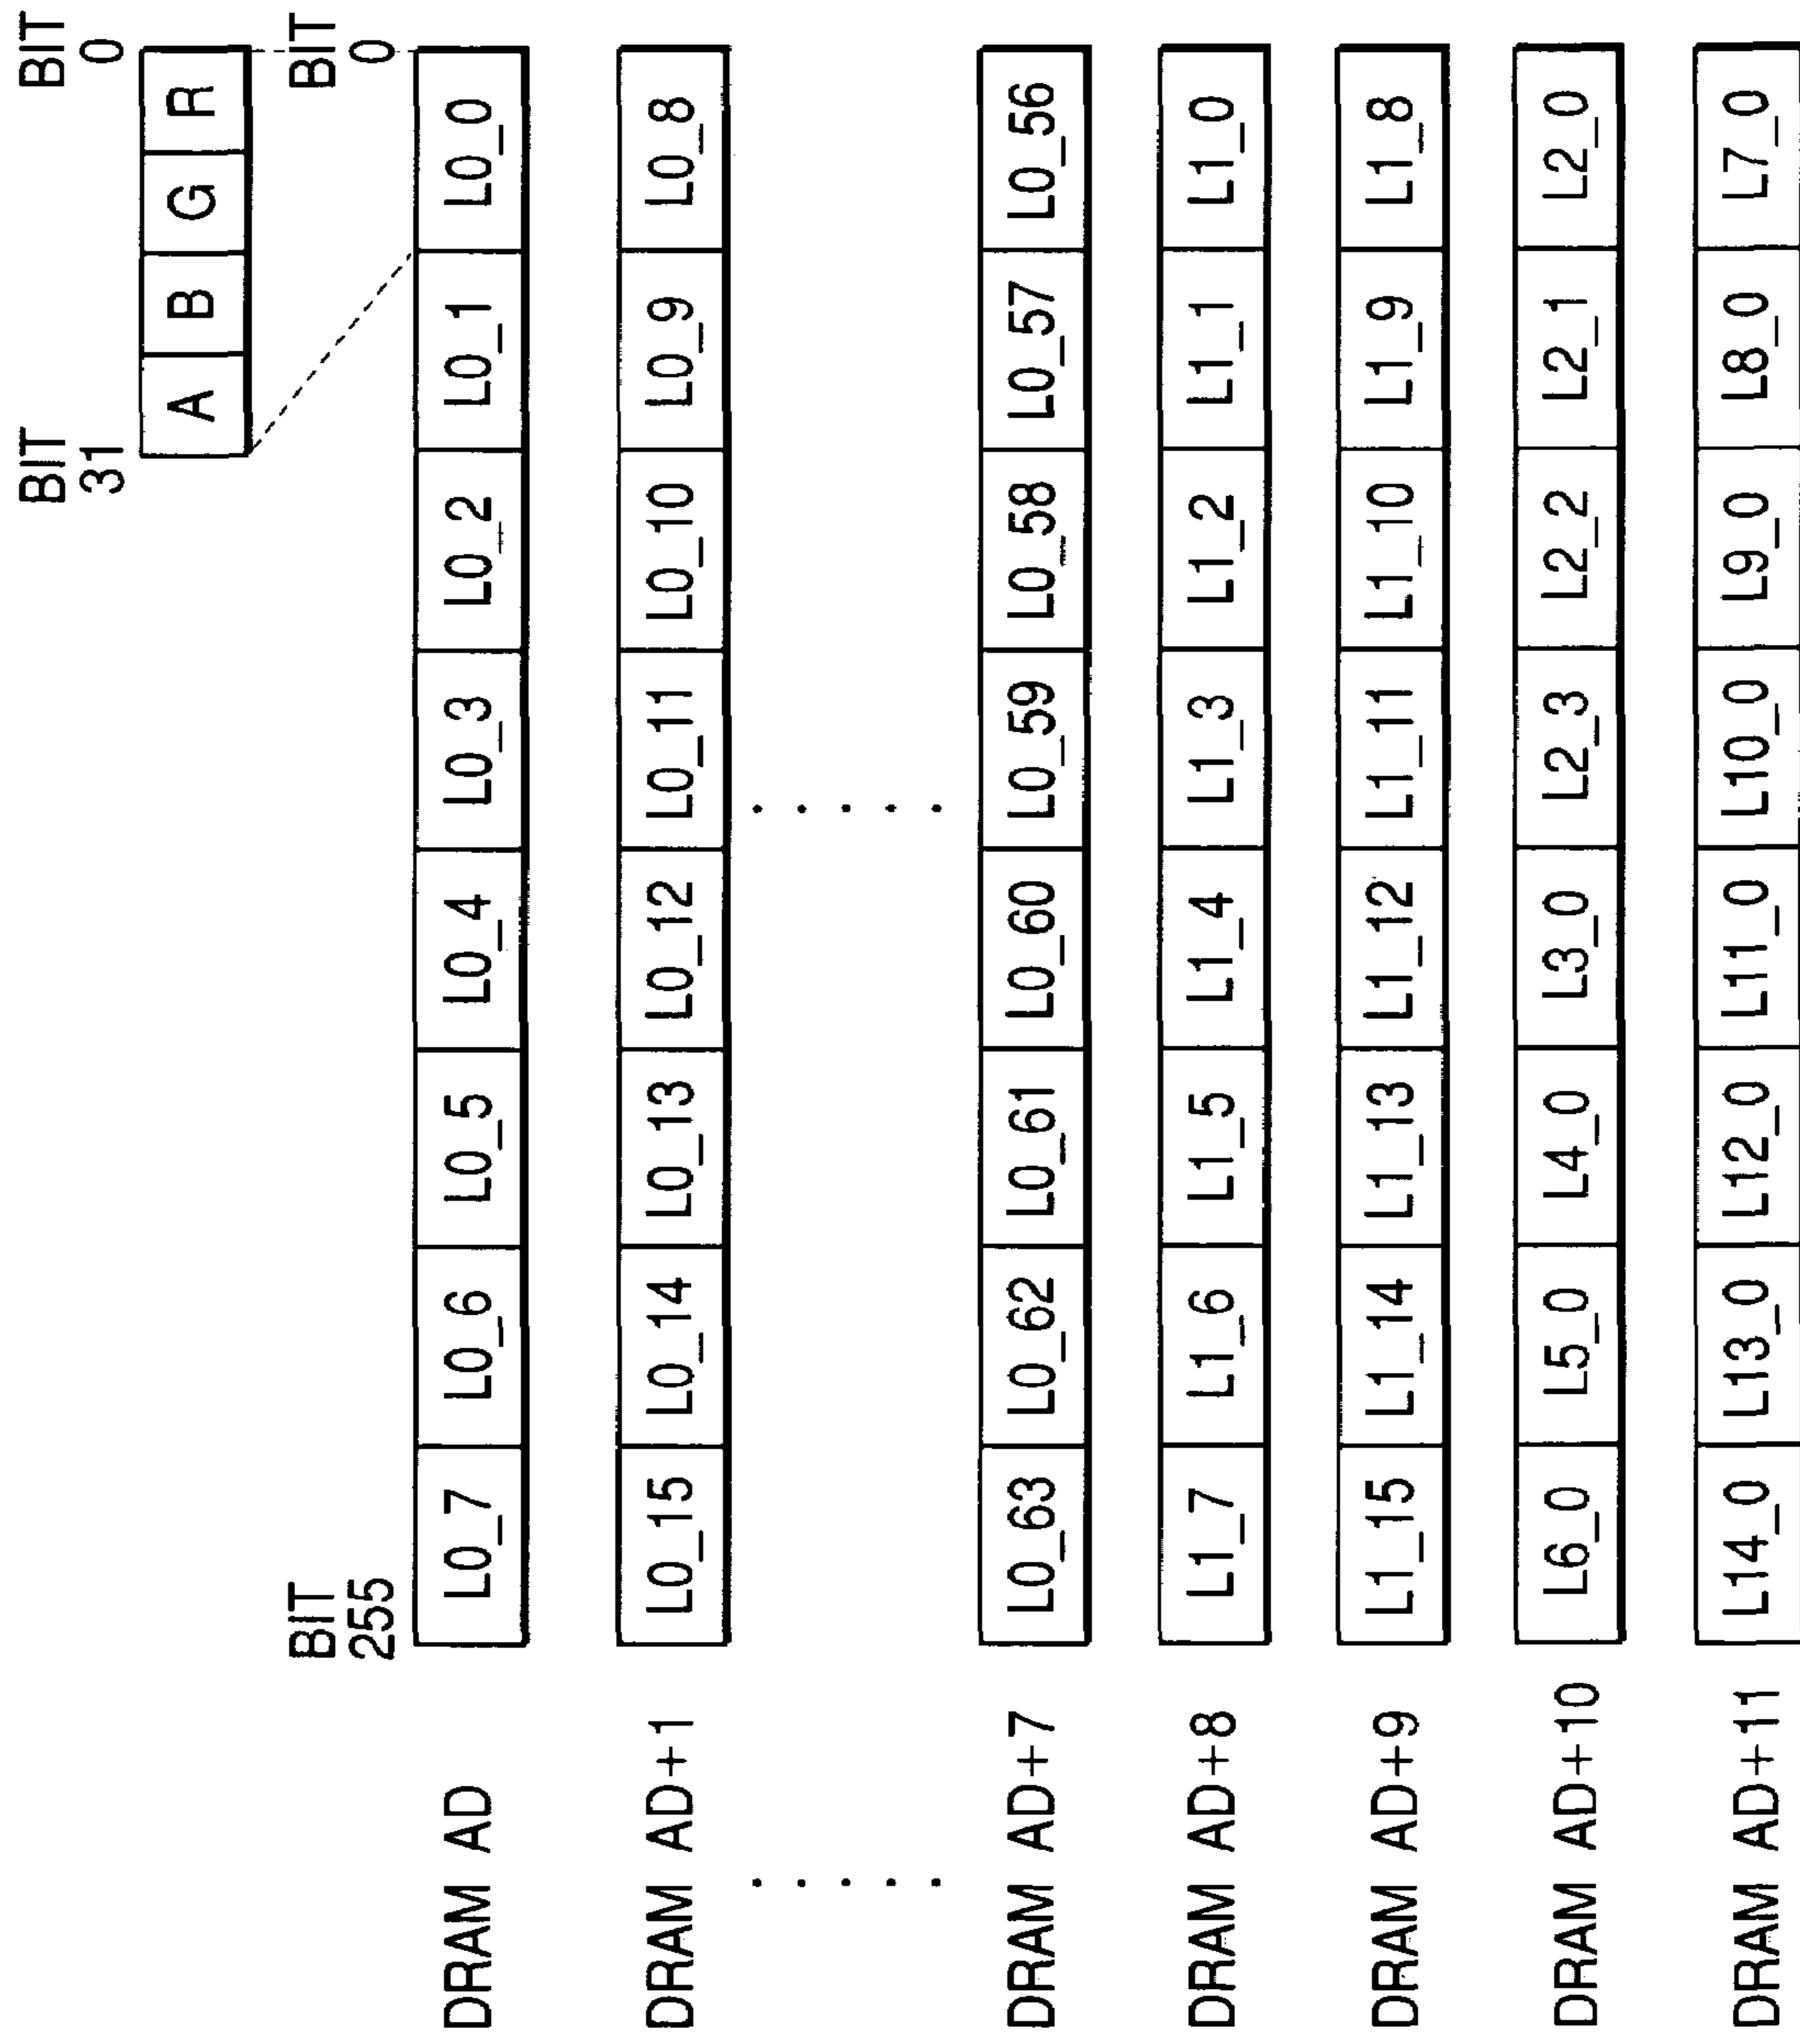 BIT 31 BIT 0
A B G R
BIT 255 BIT 0
DRAM AD L0_7 L0_6 L0_5 L0_4 L0_3 L0_2 L0_1 L0_0
DRAM AD+1 L0_15 L0_14 L0_13 L0_12 L0_11 L0_10 L0_9 L0_8
..... .....
DRAM AD+7 L0_63 L0_62 L0_61 L0_60 L0_59 L0_58 L0_57 L0_56
DRAM AD+8 L1_7 L1_6 L1_5 L1_4 L1_3 L1_2 L1_1 L1_0
DRAM AD+9 L1_15 L1_14 L1_13 L1_12 L1_11 L1_10 L1_9 L1_8
DRAM AD+10 L6_0 L5_0 L4_0 L3_0 L2_3 L2_2 L2_1 L2_0
DRAM AD+11 L14_0 L13_0 L12_0 L11_0 L10_0 L9_0 L8_0 L7_0